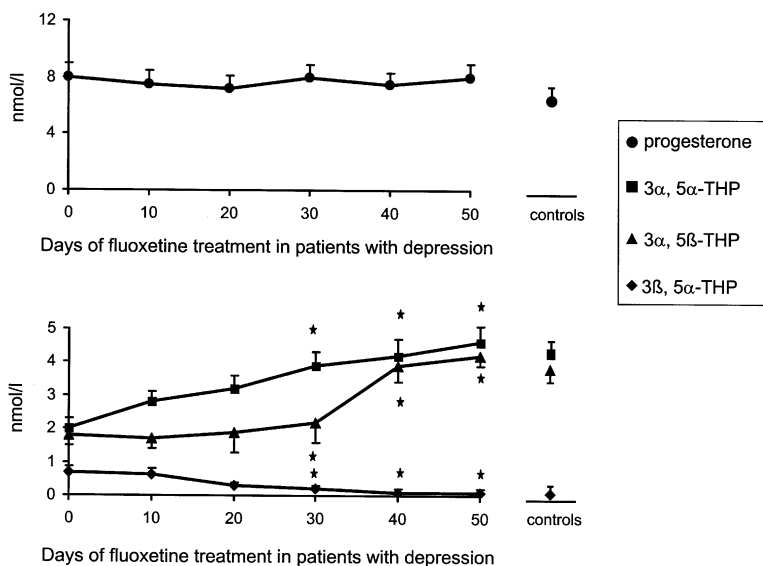 12
8
4
0
nmol/l
0 10 20 30 40 50
controls
Days of fluoxetine treatment in patients with depression
progesterone
3α, 5α-THP
3α, 5ß-THP
3ß, 5α-THP
5
4
3
2
1
0
nmol/l
0 10 20 30 40 50
controls
Days of fluoxetine treatment in patients with depression